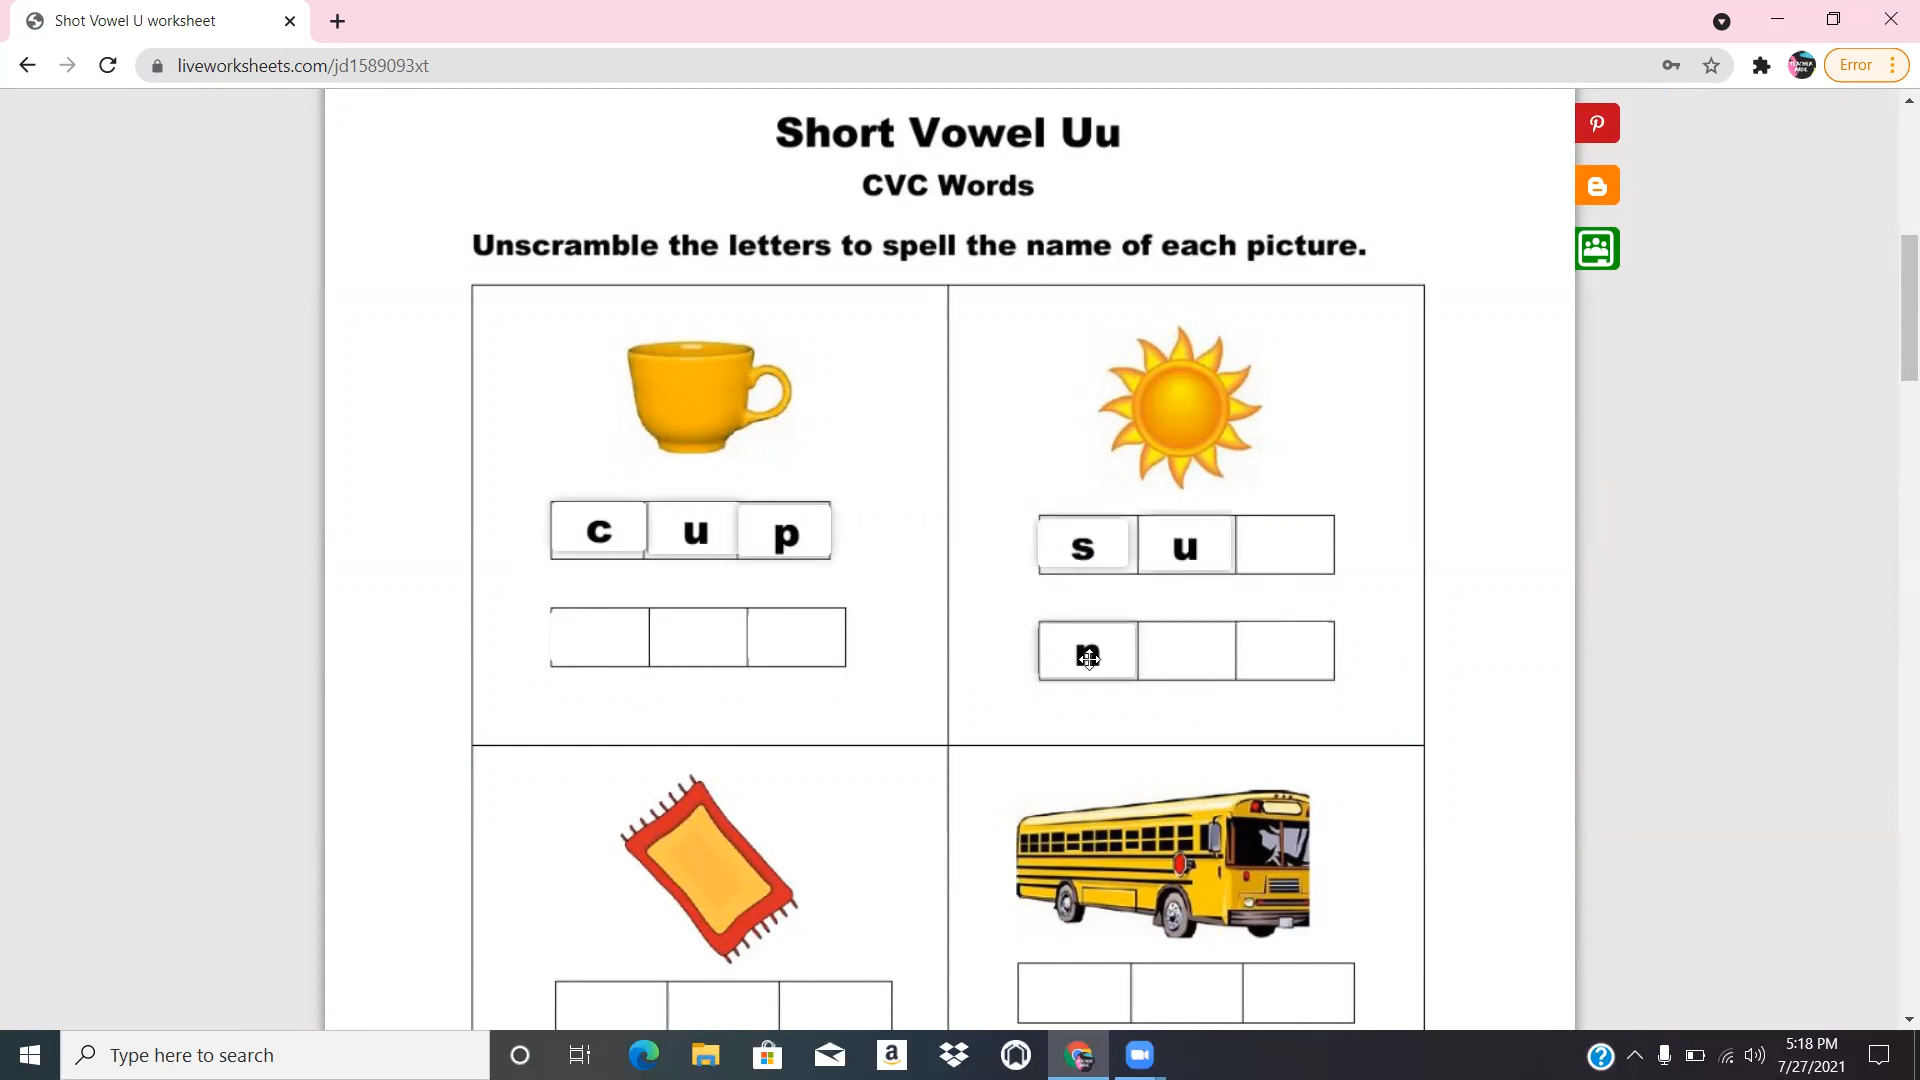 Shot Vowel U worksheet
liveworksheets.com/jd1589093xt
Error
Short Vowel Uu
CVC Words
Unscramble the letters to spell the name of each picture.
c u p
s u
n
Type here to search
5:18 PM
7/27/2021